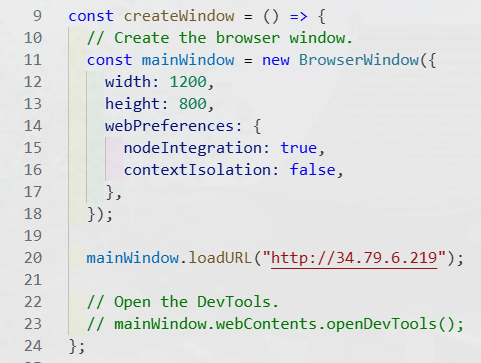 9 const createWindow = () => {
10 // Create the browser window.
11 const mainWindow = new BrowserWindow({
12 width: 1200,
13 height: 800,
14 webPreferences: {
15 nodeIntegration: true,
16 contextIsolation: false,
17 },
18 });
19
20 mainWindow.loadURL("http://34.79.6.219");
21
22 // Open the DevTools.
23 // mainWindow.webContents.openDevTools();
24 };